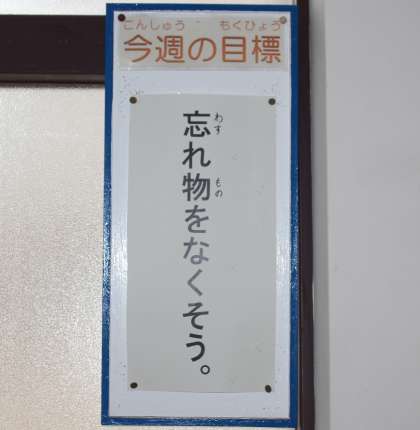 こんしゅう もくひょう
今週の目標
忘れ物をなくそう。
わす もの